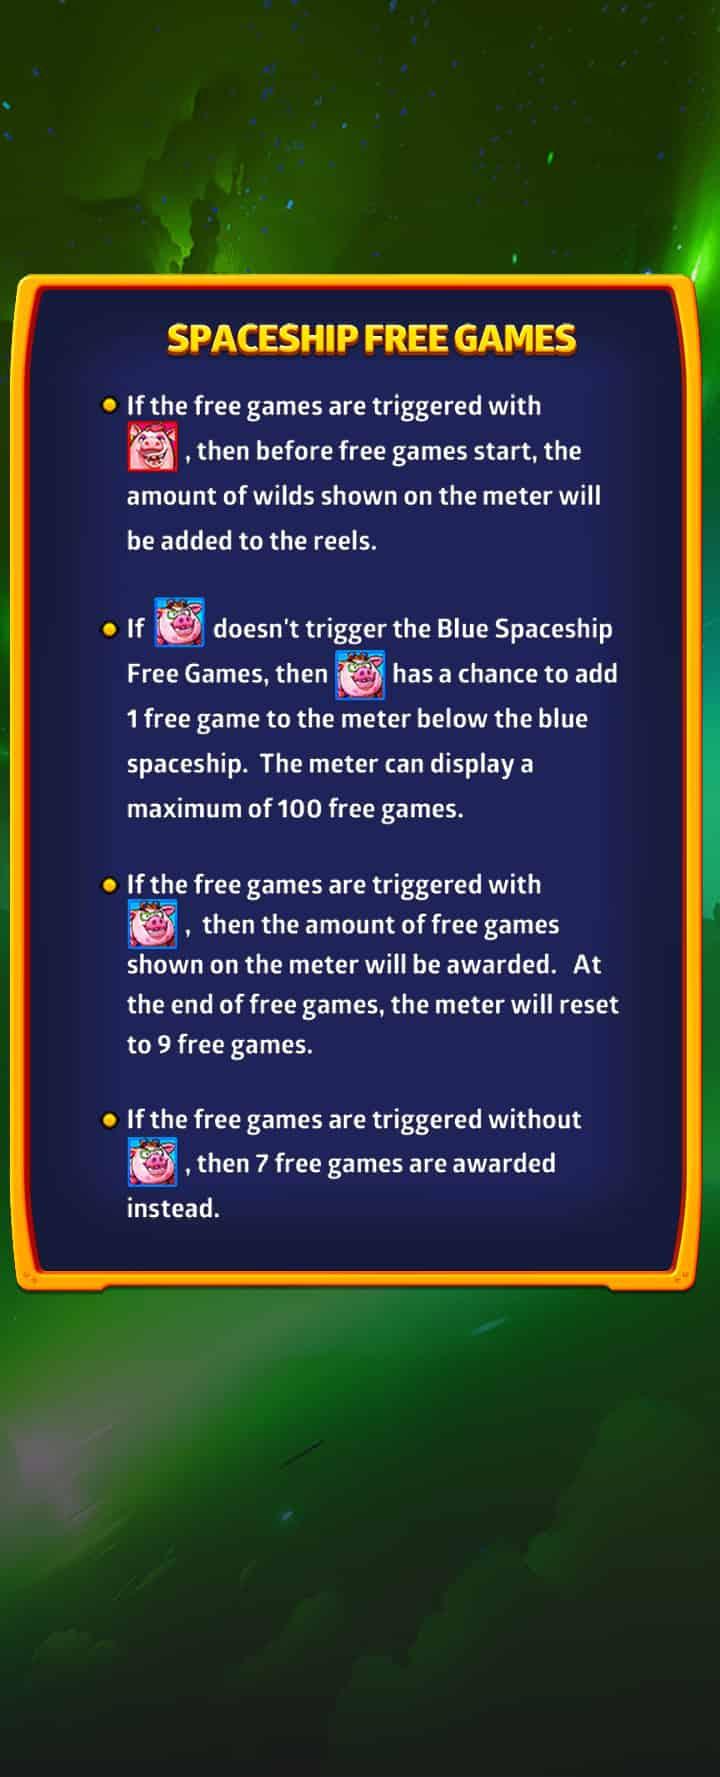 SPACESHIP FREE GAMES
If the free games are triggered with
, then before free games start, the
amount of wilds shown on the meter will
be added to the reels.
If doesn't trigger the Blue Spaceship
Free Games, then has a chance to add
1 free game to the meter below the blue
spaceship. The meter can display a
maximum of 100 free games.
If the free games are triggered with
, then the amount of free games
shown on the meter will be awarded. At
the end of free games, the meter will reset
to 9 free games.
If the free games are triggered without
, then 7 free games are awarded
instead.